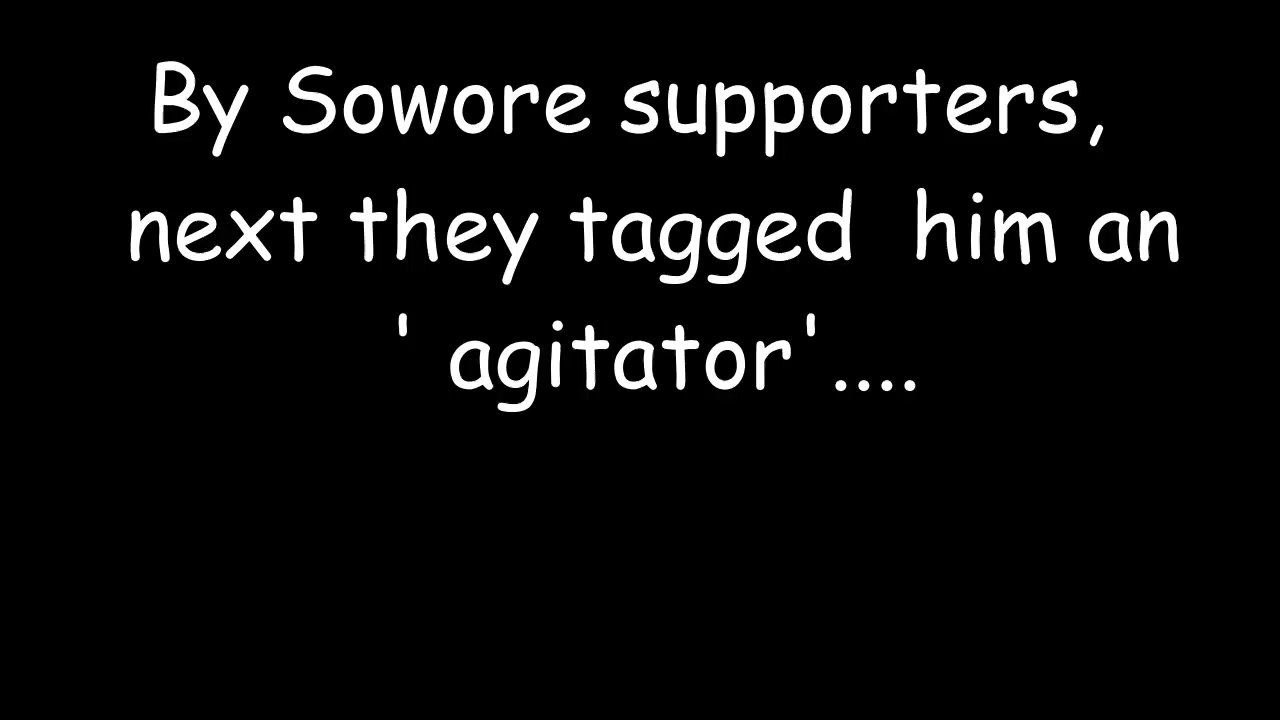 By Sowore supporters,
next they tagged  him an
' agitator'....